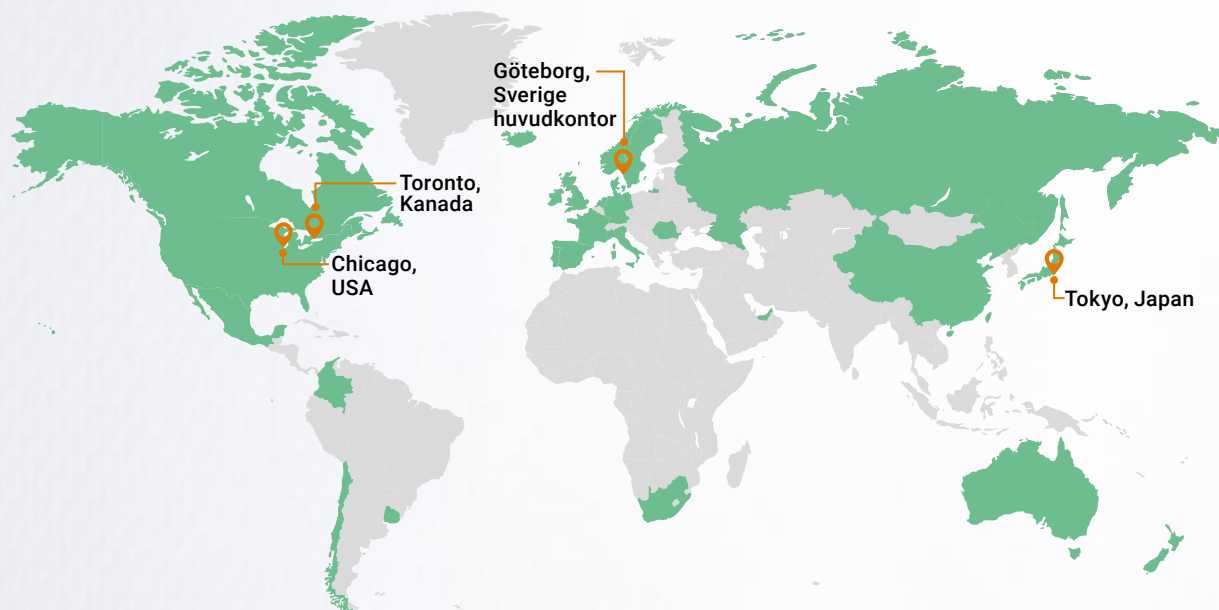 Göteborg,
Sverige
huvudkontor
Toronto,
Kanada
Chicago,
USA
Tokyo, Japan